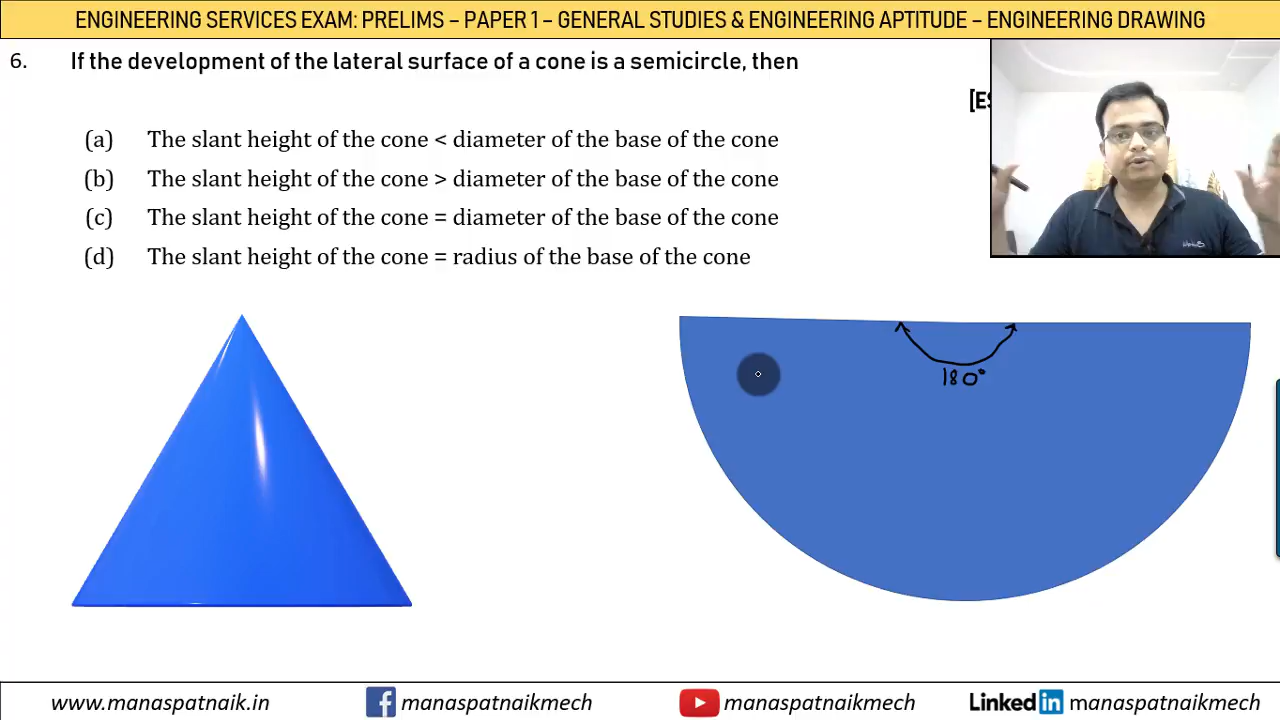 ENGINEERING SERVICES EXAM: PRELIMS – PAPER 1 – GENERAL STUDIES & ENGINEERING APTITUDE – ENGINEERING DRAWING
6. If the development of the lateral surface of a cone is a semicircle, then
(a) The slant height of the cone < diameter of the base of the cone
(b) The slant height of the cone > diameter of the base of the cone
(c) The slant height of the cone = diameter of the base of the cone
(d) The slant height of the cone = radius of the base of the cone
180°
www.manaspatnaik.in manaspatnaikmech manaspatnaikmech Linkedin manaspatnaikmech